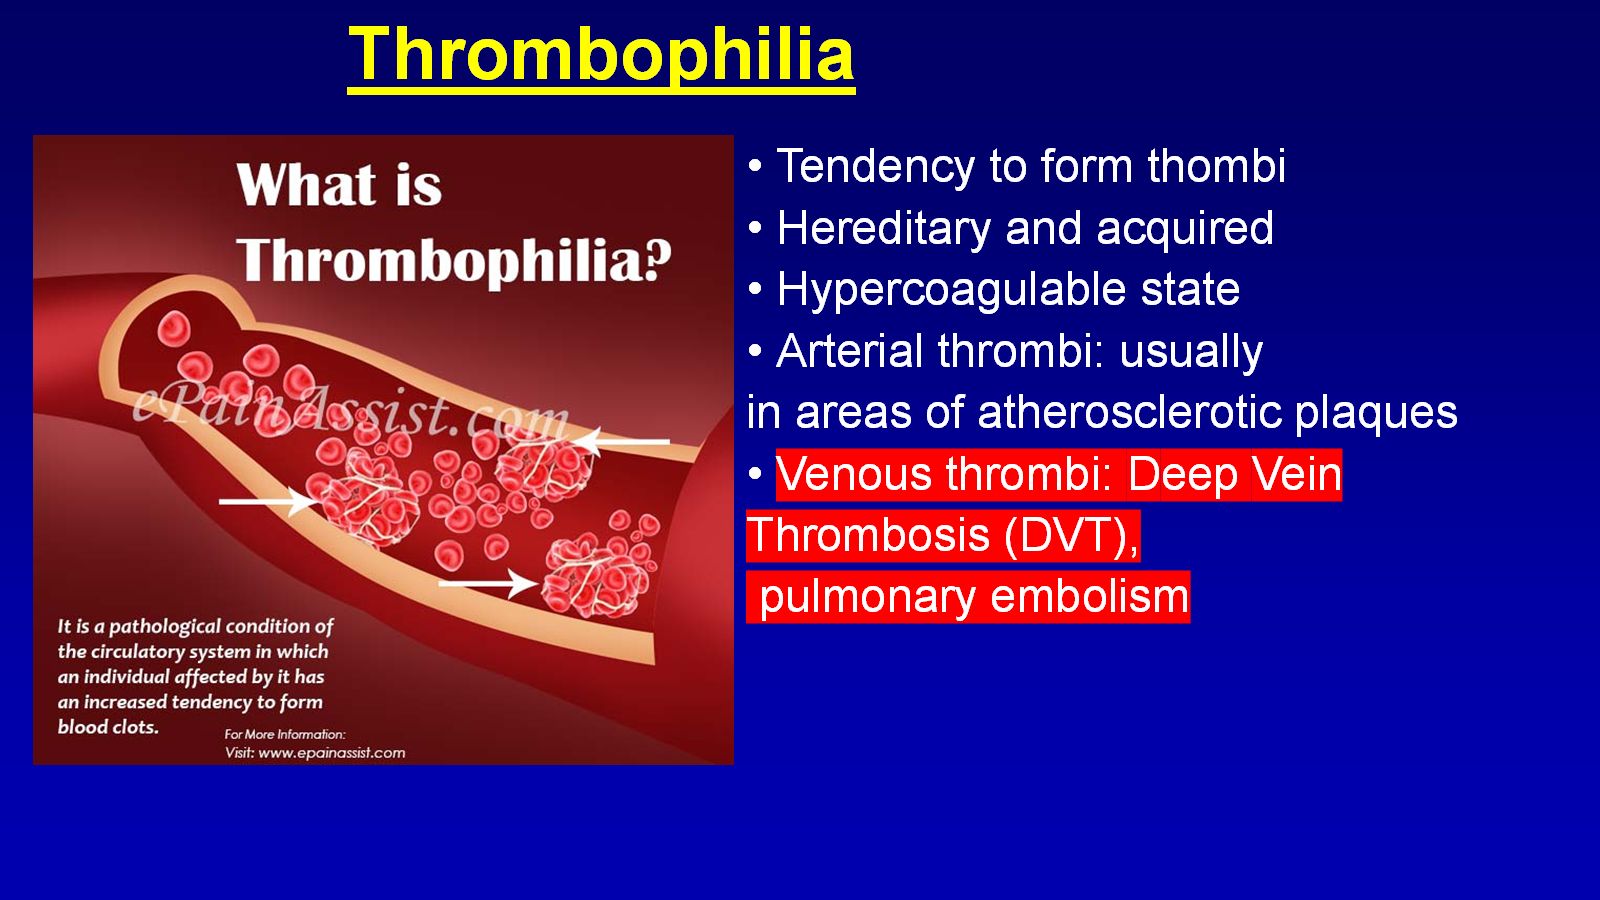 Thrombophilia
What is
Thrombophilia?
ePainAssist.com
It is a pathological condition of
the circulatory system in which
an individual affected by it has
an increased tendency to form
blood clots.
For More Information:
Visit: www.epainassist.com
• Tendency to form thombi
• Hereditary and acquired
• Hypercoagulable state
• Arterial thrombi: usually
in areas of atherosclerotic plaques
• Venous thrombi: Deep Vein
Thrombosis (DVT),
pulmonary embolism